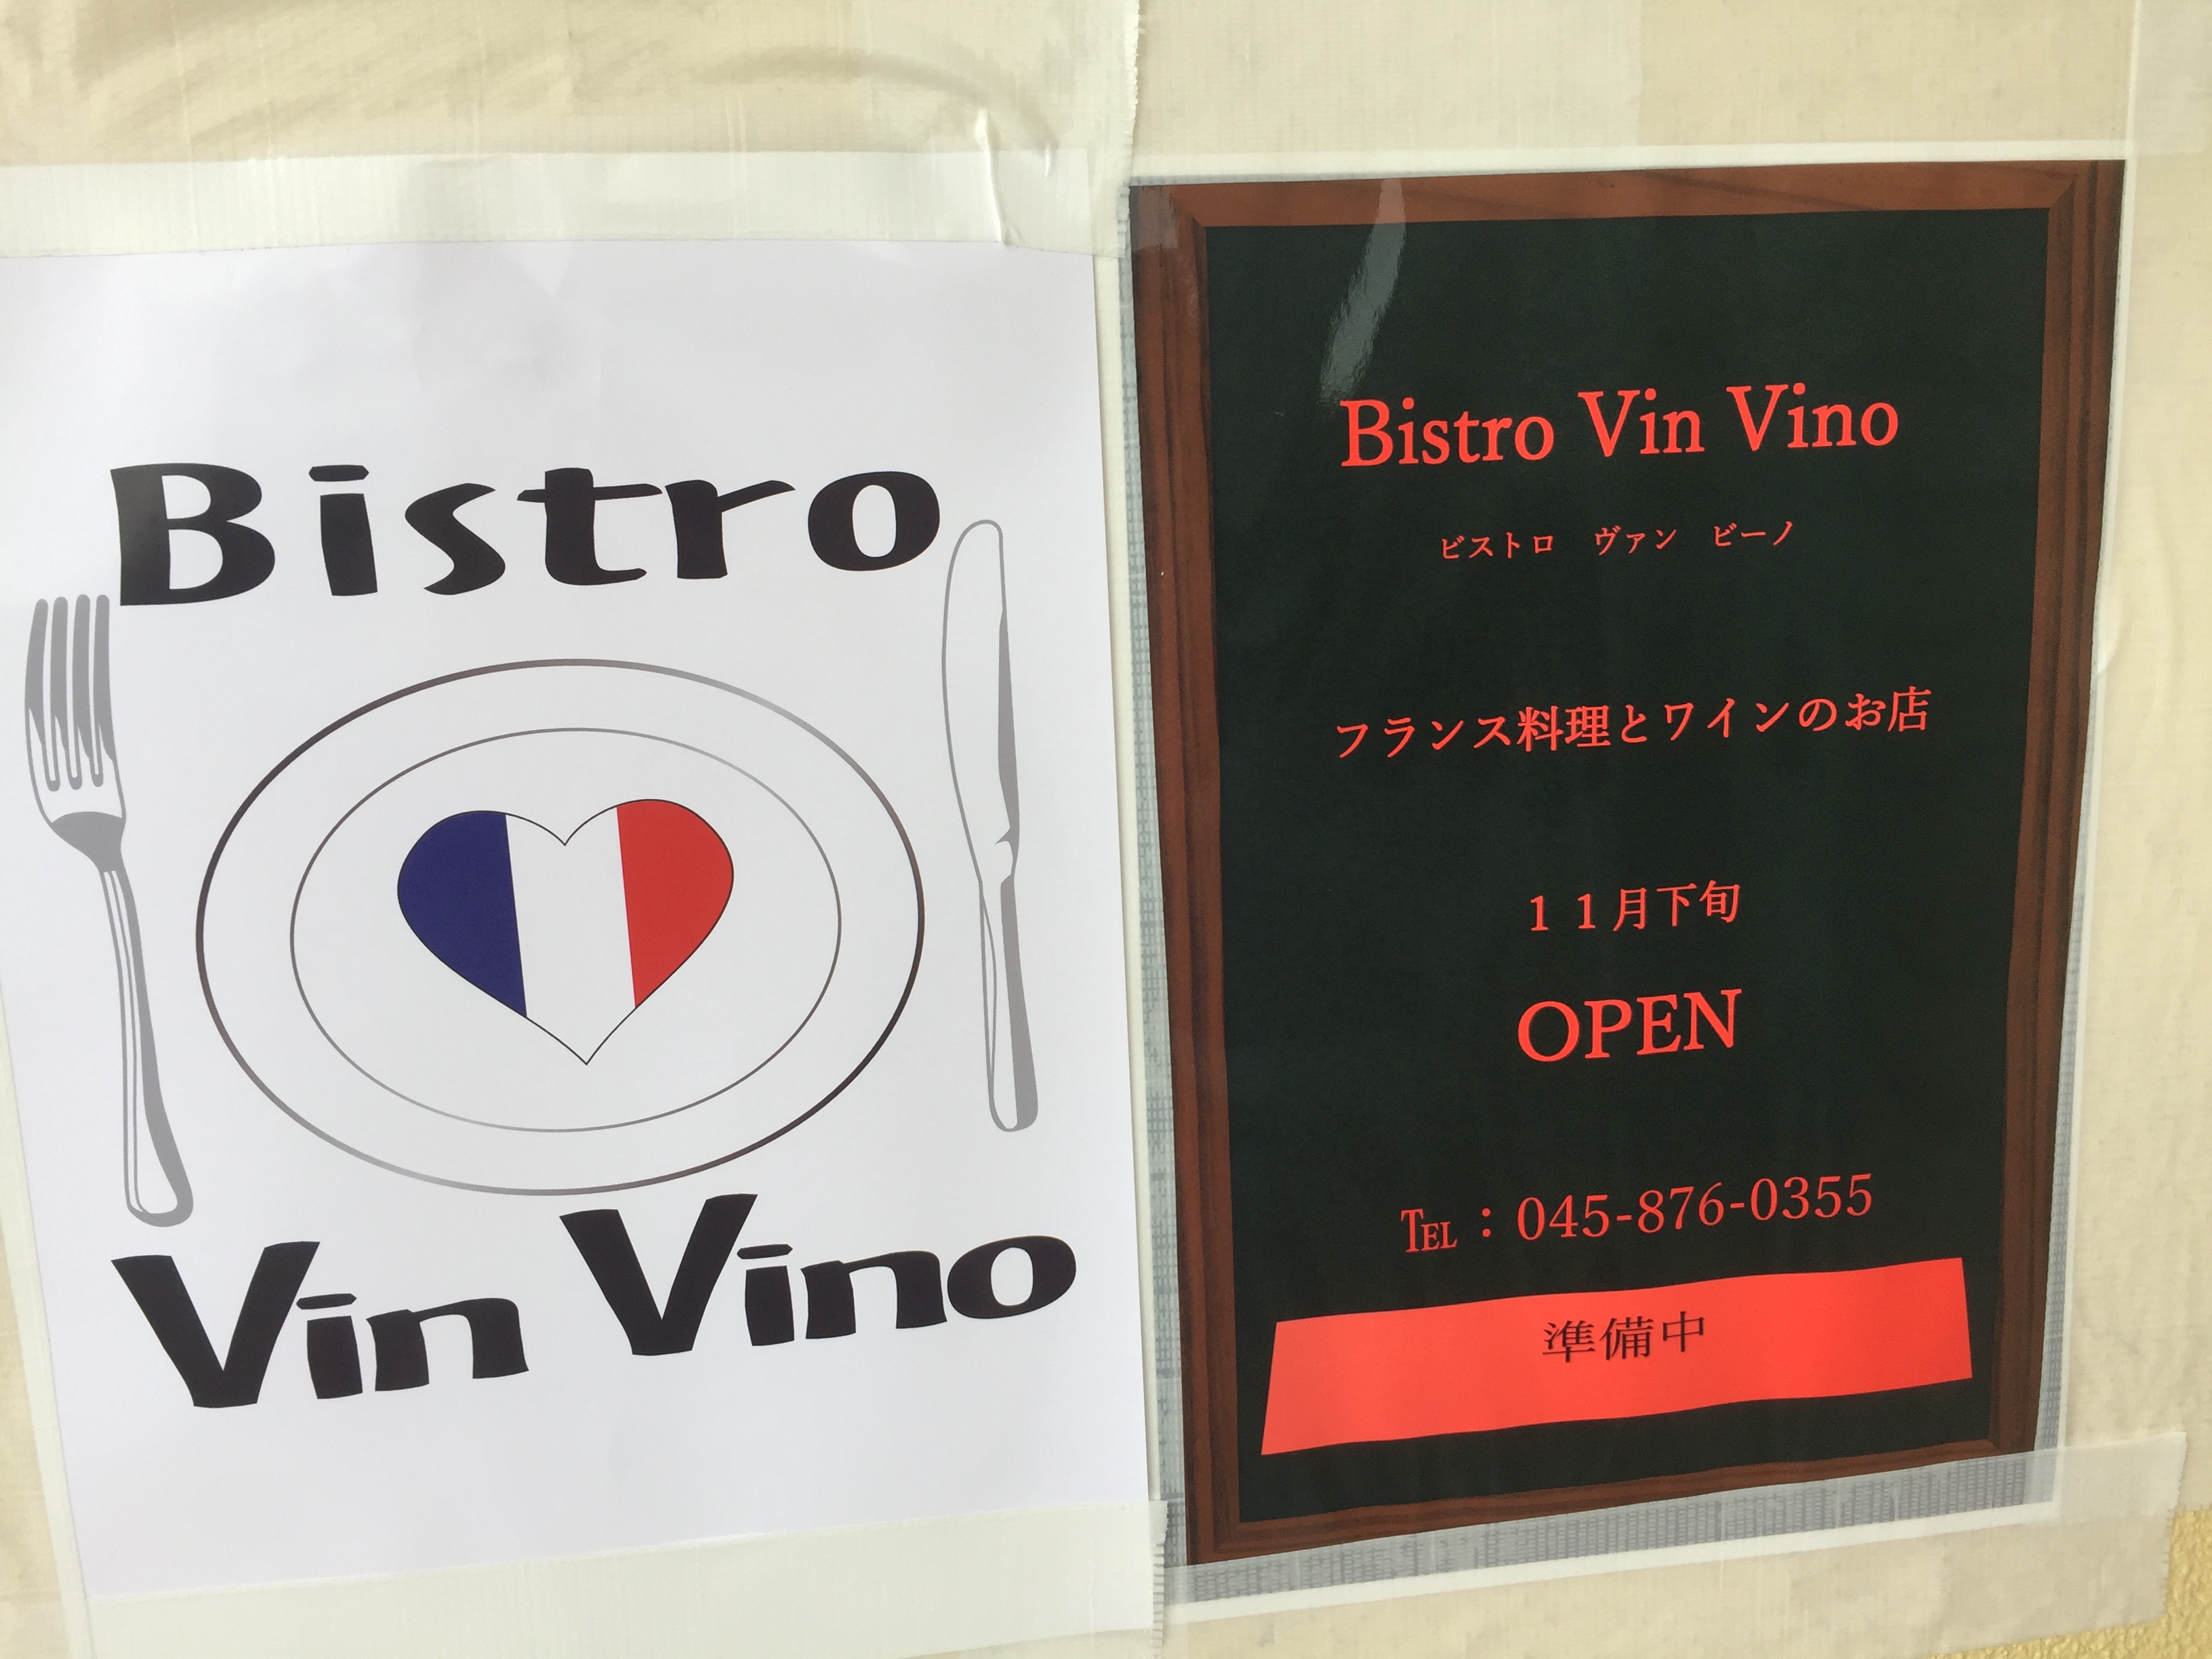 Bistro
Vin Vino
Bistro Vin Vino
ビストロ　ヴァン　ビーノ
フランス料理とワインのお店
１１月下旬
OPEN
℡：045-876-0355
準備中